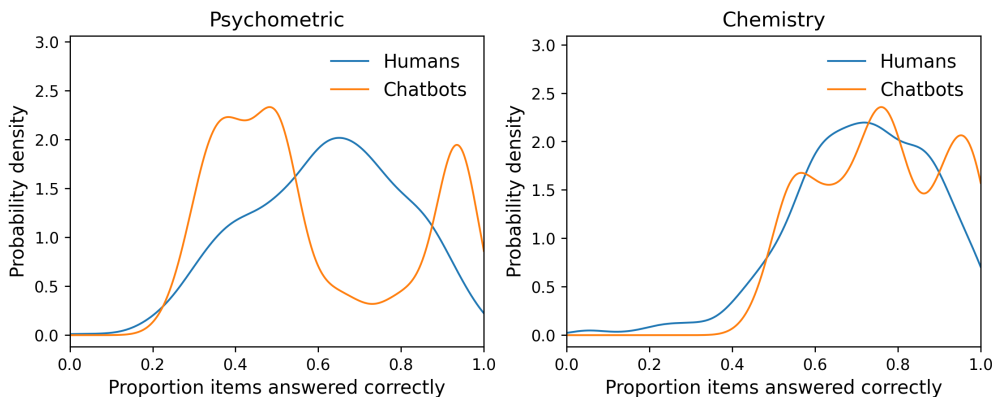 Psychometric
Probability density
3.0
2.5
2.0
1.5
1.0
0.5
0.0
Humans
Chatbots
0.0 0.2 0.4 0.6 0.8 1.0
Proportion items answered correctly
Chemistry
Probability density
3.0
2.5
2.0
1.5
1.0
0.5
0.0
Humans
Chatbots
0.0 0.2 0.4 0.6 0.8 1.0
Proportion items answered correctly